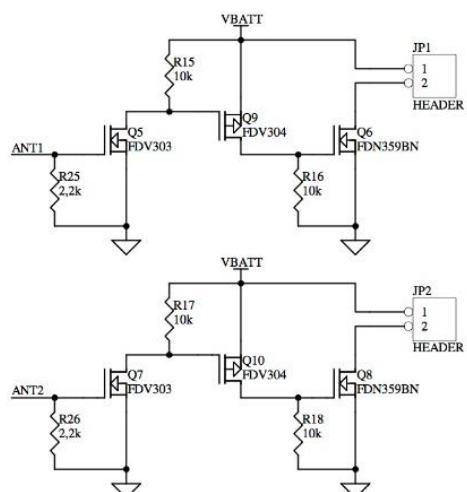 VBATT
JP1
R15
10k
1
2
Q9
FDV304
HEADER
Q5
FDV303
Q6
FDN359BN
ANT1
R25
2,2k
R16
10k
VBATT
JP2
R17
10k
1
2
Q10
FDV304
HEADER
Q7
FDV303
Q8
FDN359BN
ANT2
R26
2,2k
R18
10k